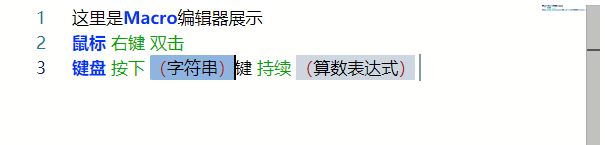 1 这里是Macro编辑器展示
2 鼠标 右键 双击
3 键盘 按下 （字符串）键 持续 （算数表达式）